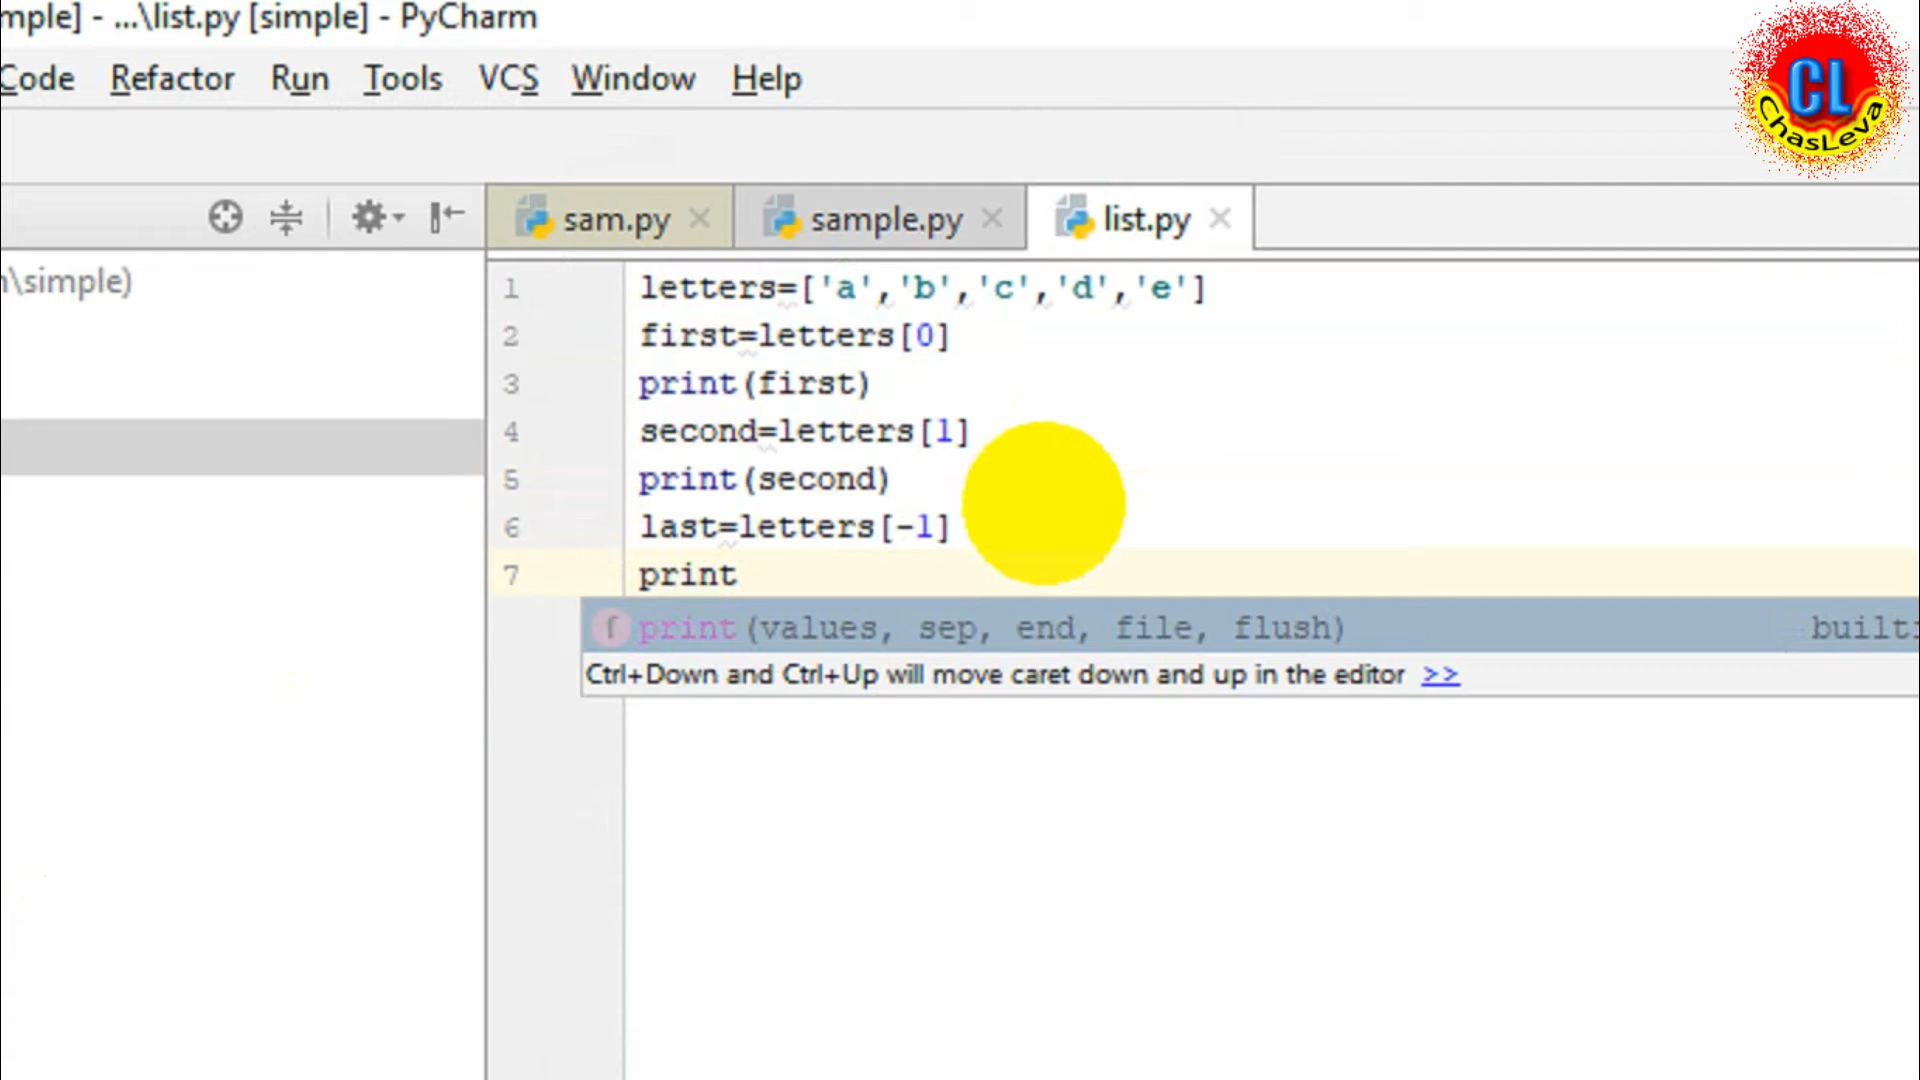 mple] - ...\list.py [simple] - PyCharm
Code Refactor Run Tools VCS Window Help
CL
ChasLeva
sam.py sample.py list.py
n\simple)
1 letters=['a','b','c','d','e']
2 first=letters[0]
3 print(first)
4 second=letters[1]
5 print(second)
6 last=letters[-1]
7 print
f print(values, sep, end, file, flush) builti
Ctrl+Down and Ctrl+Up will move caret down and up in the editor >>